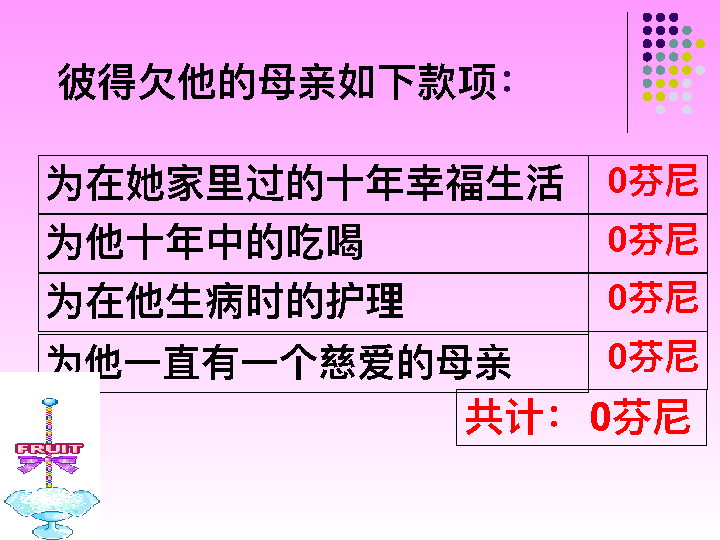 彼得欠他的母亲如下款项：
为在她家里过的十年幸福生活 0芬尼
为他十年中的吃喝 0芬尼
为在他生病时的护理 0芬尼
为他一直有一个慈爱的母亲 0芬尼
共计： 0芬尼
FRUIT